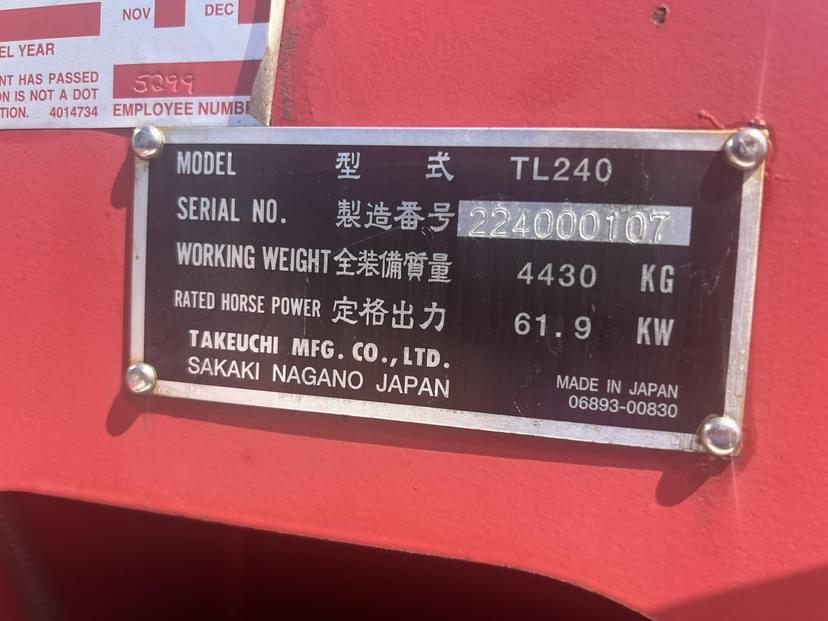 NOV DEC
EL YEAR
NT HAS PASSED
ON IS NOT A DOT
TION. 4014734
5299
EMPLOYEE NUMB
MODEL 型式 TL240
SERIAL NO. 製造番号 224000107
WORKING WEIGHT 全装備質量 4430 KG
RATED HORSE POWER 定格出力 61.9 KW
TAKEUCHI MFG. CO., LTD.
SAKAKI NAGANO JAPAN
MADE IN JAPAN
06893-00830